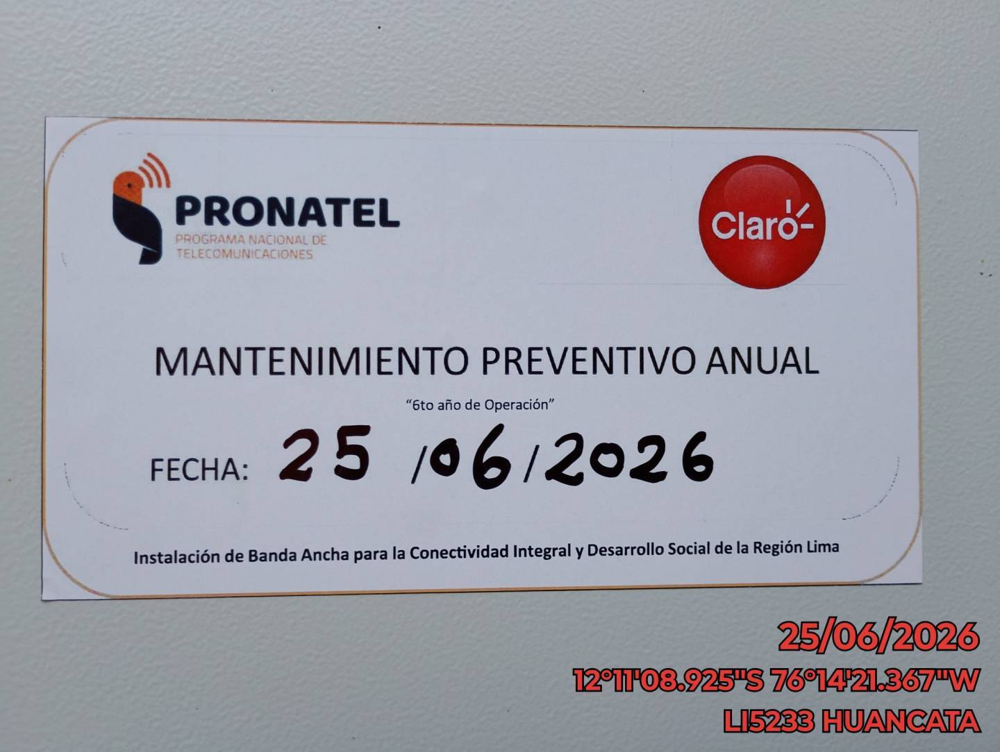 PRONATEL
PROGRAMA NACIONAL DE
TELECOMUNICACIONES
Claro
MANTENIMIENTO PREVENTIVO ANUAL
“6to año de Operación”
FECHA: 25/06/2026
Instalación de Banda Ancha para la Conectividad Integral y Desarrollo Social de la Región Lima
25/06/2026
12°11'08.925"S 76°14'21.367"W
LI5233 HUANCATA